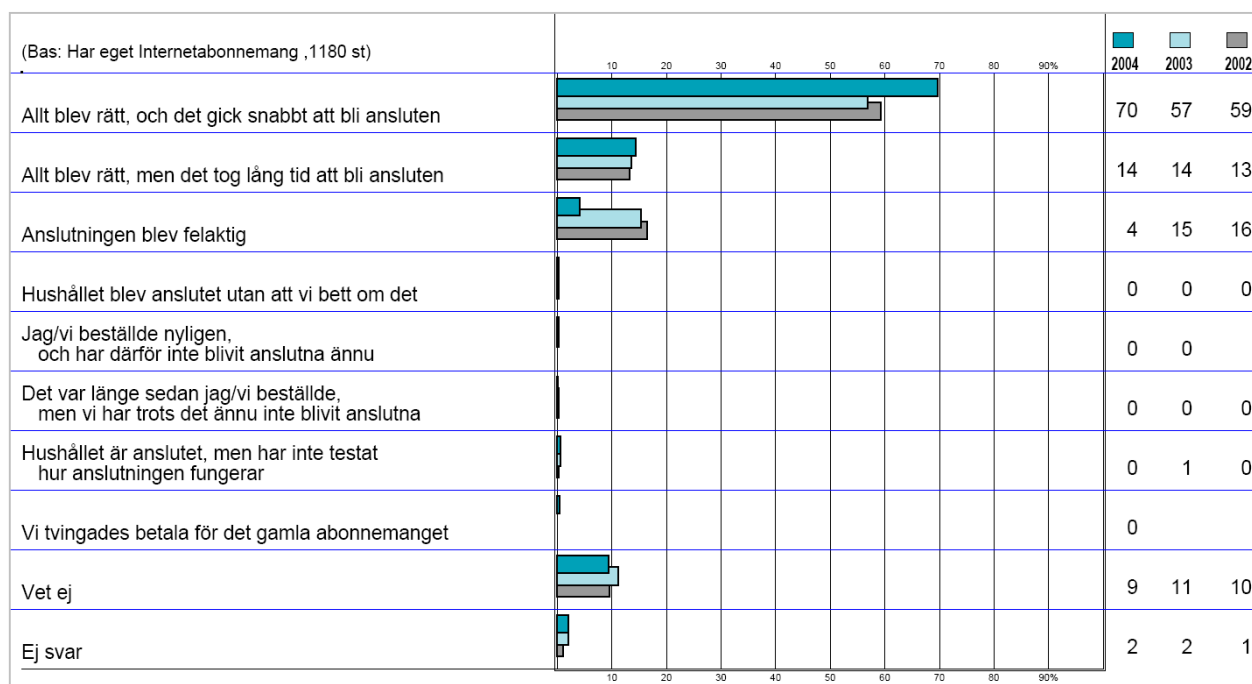 (Bas: Har eget Internetabonnemang ,1180 st)
10 20 30 40 50 60 70 80 90%
2004 2003 2002
Allt blev rätt, och det gick snabbt att bli ansluten 70 57 59
Allt blev rätt, men det tog lång tid att bli ansluten 14 14 13
Anslutningen blev felaktig 4 15 16
Hushållet blev anslutet utan att vi bett om det 0 0 0
Jag/vi beställde nyligen,
och har därför inte blivit anslutna ännu 0 0
Det var länge sedan jag/vi beställde,
men vi har trots det ännu inte blivit anslutna 0 0 0
Hushållet är anslutet, men har inte testat
hur anslutningen fungerar 0 1 0
Vi tvingades betala för det gamla abonnemanget 0
Vet ej 9 11 10
Ej svar 2 2 1
10 20 30 40 50 60 70 80 90%